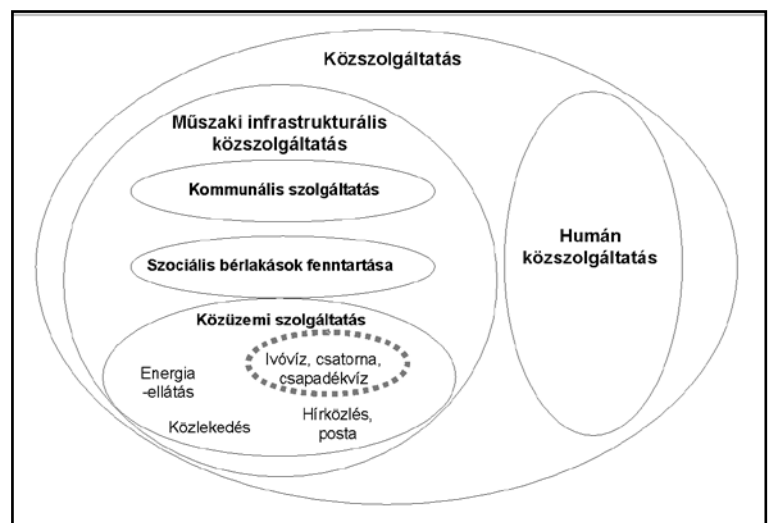 Közszolgáltatás
Műszaki infrastrukturális
közszolgáltatás
Kommunális szolgáltatás
Szociális bérlakások fenntartása
Közüzemi szolgáltatás
Ivóvíz, csatorna,
csapadékvíz
Energia
-ellátás
Közlekedés
Hírközlés,
posta
Humán
közszolgáltatás